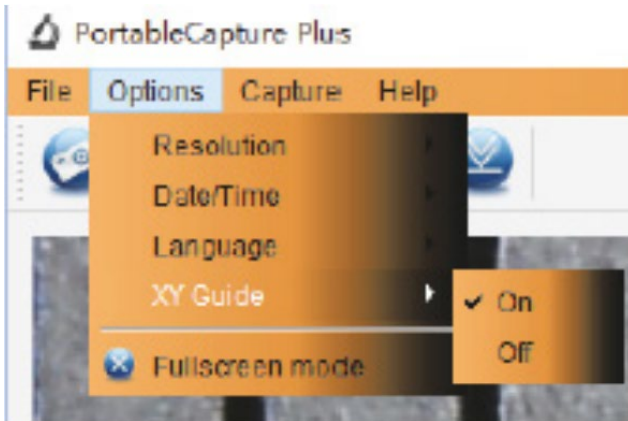 PortableCapture Plus
File Options Capture Help
Resolution
Date/Time
Language
XY Guide
On
Off
Fullscreen mode